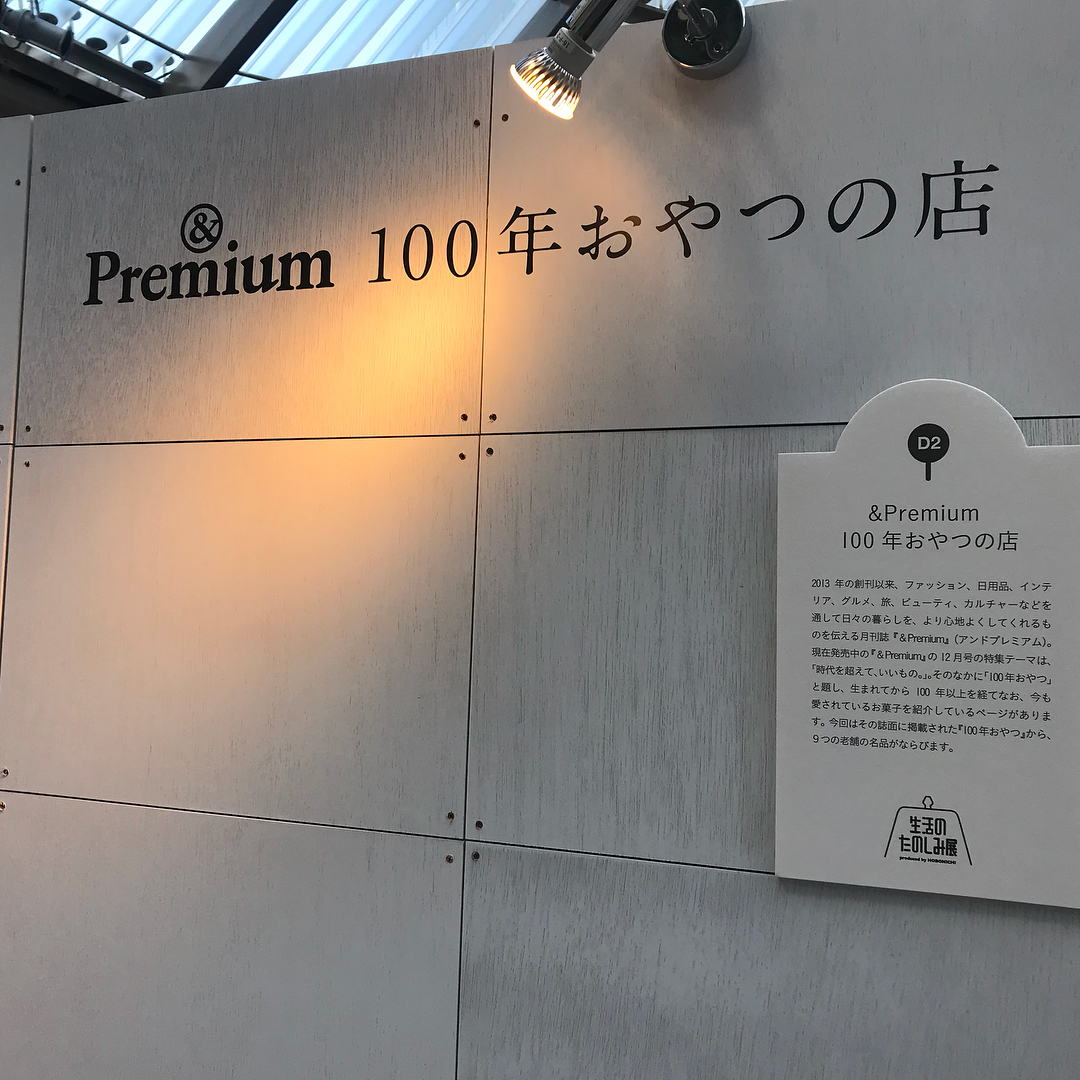 &
Premium 100年おやつの店
D2
&Premium
100 年おやつの店
2013 年の創刊以来、ファッション、日用品、インテ
リア、グルメ、旅、ビューティ、カルチャーなどを
通して日々の暮らしを、より心地よくしてくれるも
のを伝える月刊誌『&Premium』(アンドプレミアム)。
現在発売中の『&Premium』の 12 月号の特集テーマは、
「時代を超えて、いいもの。」。そのなかに「100年おやつ」
と題し、生まれてから 100 年以上を経てなお、今も
愛されているお菓子を紹介しているページがありま
す。今回はその誌面に掲載された『100年おやつ』から、
9つの老舗の名品がならびます。
生活の
たのしみ展
produced by HOBONICHI